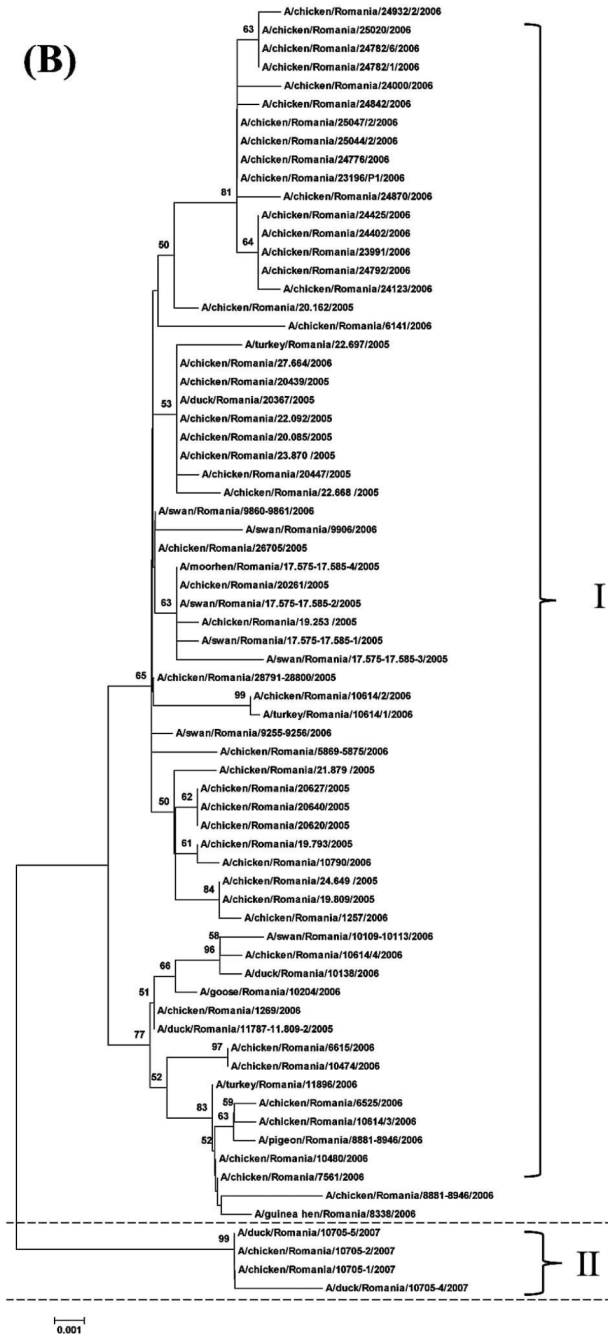 (B)
A/chicken/Romania/24932/2/2006
63
A/chicken/Romania/25020/2006
A/chicken/Romania/24782/6/2006
A/chicken/Romania/24782/1/2006
A/chicken/Romania/24000/2006
A/chicken/Romania/24842/2006
A/chicken/Romania/25047/2/2006
A/chicken/Romania/25044/2/2006
A/chicken/Romania/24776/2006
A/chicken/Romania/23196/P1/2006
81
A/chicken/Romania/24870/2006
A/chicken/Romania/24425/2006
A/chicken/Romania/24402/2006
64
A/chicken/Romania/23991/2006
50
A/chicken/Romania/24792/2006
A/chicken/Romania/24123/2006
A/chicken/Romania/20.162/2005
A/chicken/Romania/6141/2006
A/turkey/Romania/22.697/2005
A/chicken/Romania/27.664/2006
A/chicken/Romania/20439/2005
53
A/duck/Romania/20367/2005
A/chicken/Romania/22.092/2005
A/chicken/Romania/20.085/2005
A/chicken/Romania/23.870 /2005
A/chicken/Romania/20447/2005
A/chicken/Romania/22.668 /2005
A/swan/Romania/9860-9861/2006
A/swan/Romania/9906/2006
A/chicken/Romania/26705/2005
A/moorhen/Romania/17.575-17.585-4/2005
A/chicken/Romania/20261/2005
63
A/swan/Romania/17.575-17.585-2/2005
I
A/chicken/Romania/19.253 /2005
A/swan/Romania/17.575-17.585-1/2005
A/swan/Romania/17.575-17.585-3/2005
65
A/chicken/Romania/28791-28800/2005
99
A/chicken/Romania/10614/2/2006
A/turkey/Romania/10614/1/2006
A/swan/Romania/9255-9256/2006
A/chicken/Romania/5869-5875/2006
A/chicken/Romania/21.879 /2005
A/chicken/Romania/20627/2005
50
62
A/chicken/Romania/20640/2005
A/chicken/Romania/20620/2005
61
A/chicken/Romania/19.793/2005
A/chicken/Romania/10790/2006
A/chicken/Romania/24.649 /2005
84
A/chicken/Romania/19.809/2005
A/chicken/Romania/1257/2006
58
A/swan/Romania/10109-10113/2006
96
A/chicken/Romania/10614/4/2006
66
A/duck/Romania/10138/2006
A/goose/Romania/10204/2006
51
A/chicken/Romania/1269/2006
A/duck/Romania/11787-11.809-2/2005
77
97
A/chicken/Romania/6615/2006
A/chicken/Romania/10474/2006
52
A/turkey/Romania/11896/2006
59
A/chicken/Romania/6525/2006
83
63
A/chicken/Romania/10614/3/2006
A/pigeon/Romania/8881-8946/2006
52
A/chicken/Romania/10480/2006
A/chicken/Romania/7561/2006
A/chicken/Romania/8881-8946/2006
A/guinea hen/Romania/8338/2006
A/duck/Romania/10705-5/2007
99
A/chicken/Romania/10705-2/2007
II
A/chicken/Romania/10705-1/2007
A/duck/Romania/10705-4/2007
0.001